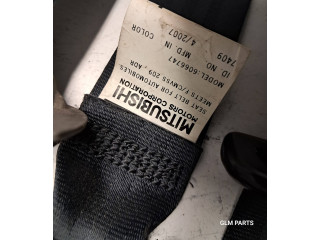 MITSUBISHI
MOTORS CORPORATION
SEAT BELT FOR AUTOMOBILES
MEETS F/CMVSS 209 , ADR
MODEL-6066747
ID NO MFD IN COLOR
7409 4/2007
GLM PARTS